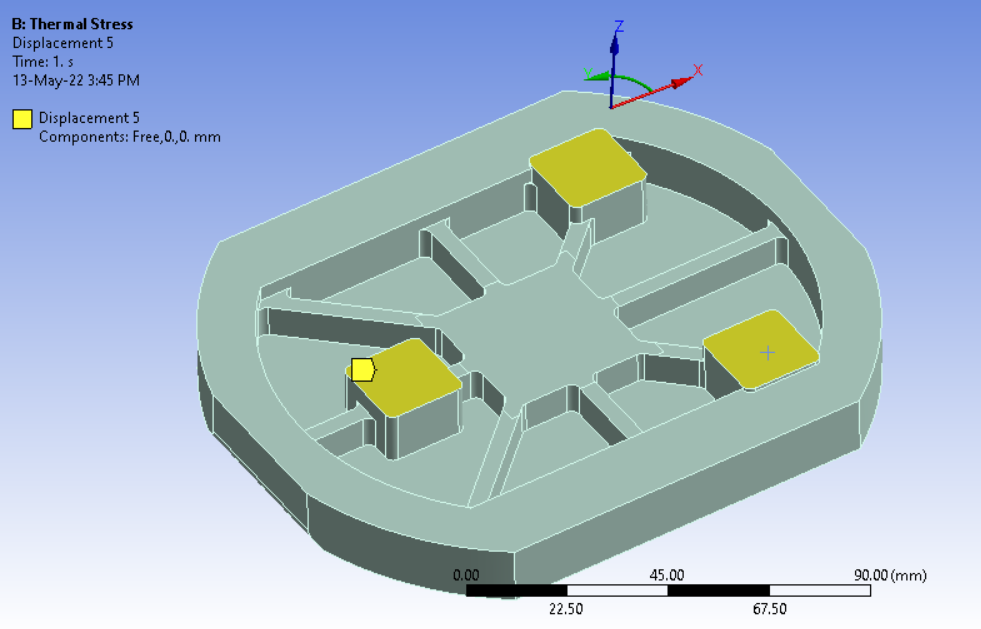 B: Thermal Stress
Displacement 5
Time: 1. s
13-May-22 3:45 PM
Displacement 5
Components: Free,0.,0. mm
Z
Y
X
0.00 45.00 90.00 (mm)
22.50 67.50